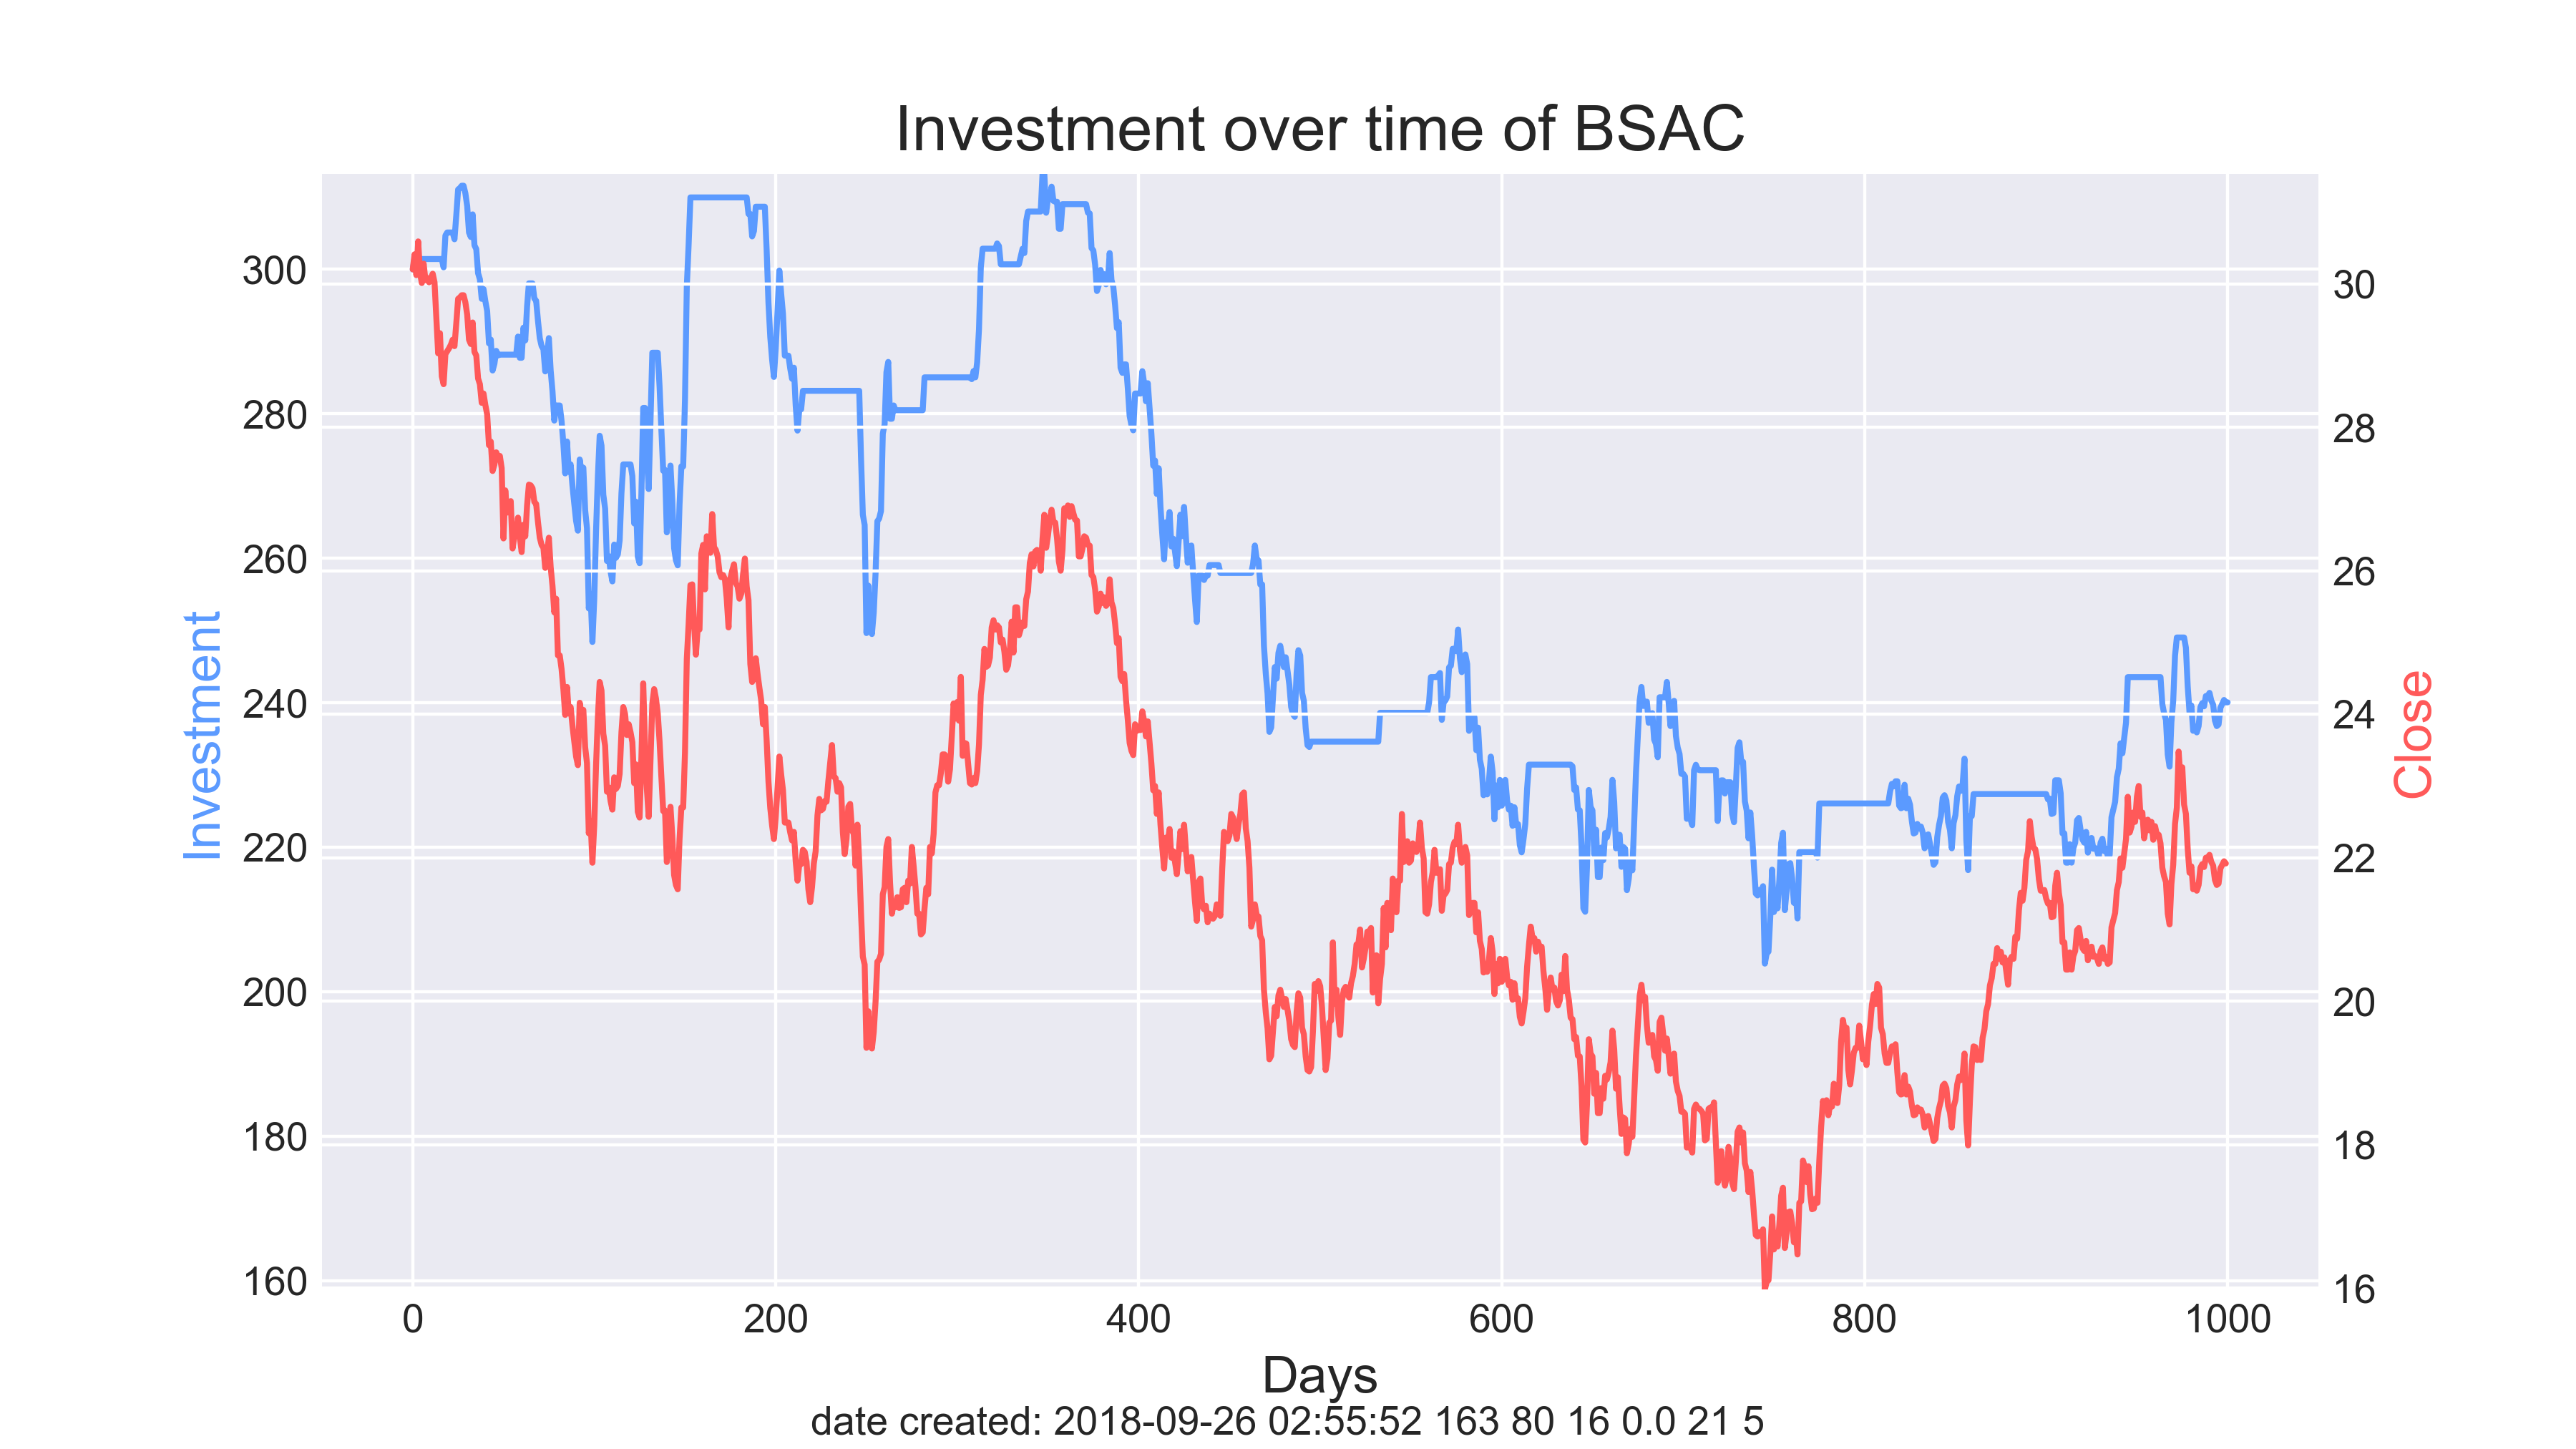 Investment over time of BSAC
300
280
260
240
220
200
180
160
Investment
30
28
26
24
22
20
18
16
Close
0 200 400 600 800 1000
Days
date created: 2018-09-26 02:55:52 163 80 16 0.0 21 5